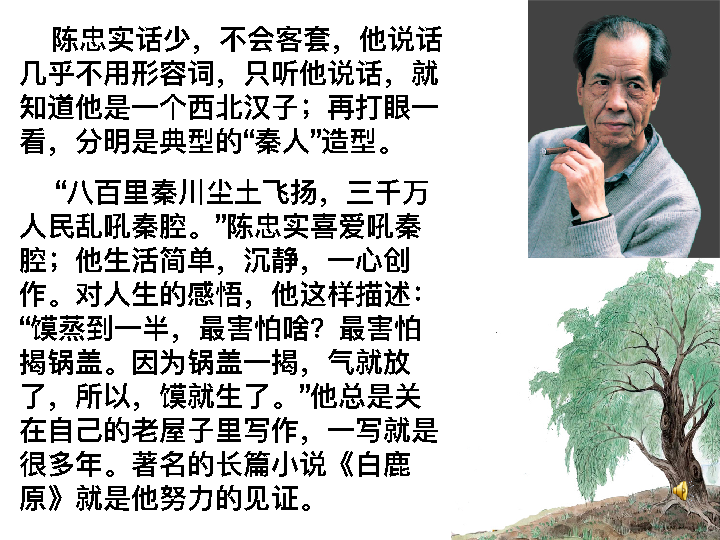 陈忠实话少，不会客套，他说话
几乎不用形容词，只听他说话，就
知道他是一个西北汉子；再打眼一
看，分明是典型的“秦人”造型。
“八百里秦川尘土飞扬，三千万
人民乱吼秦腔。”陈忠实喜爱吼秦
腔；他生活简单，沉静，一心创
作。对人生的感悟，他这样描述：
“馍蒸到一半，最害怕啥？最害怕
揭锅盖。因为锅盖一揭，气就放
了，所以，馍就生了。”他总是关
在自己的老屋子里写作，一写就是
很多年。著名的长篇小说《白鹿
原》就是他努力的见证。